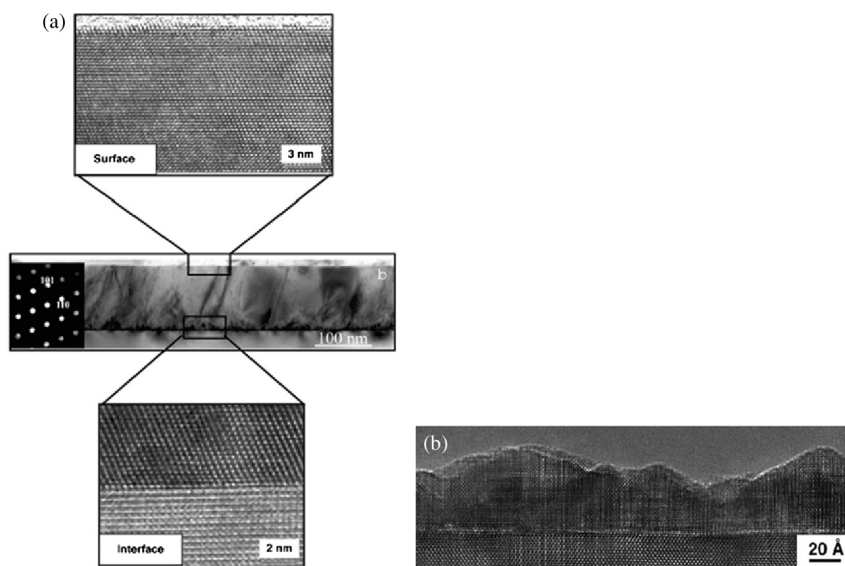 (a)
Surface
3 nm
101
110
b
100 nm
Interface
2 nm
(b)
20 Å